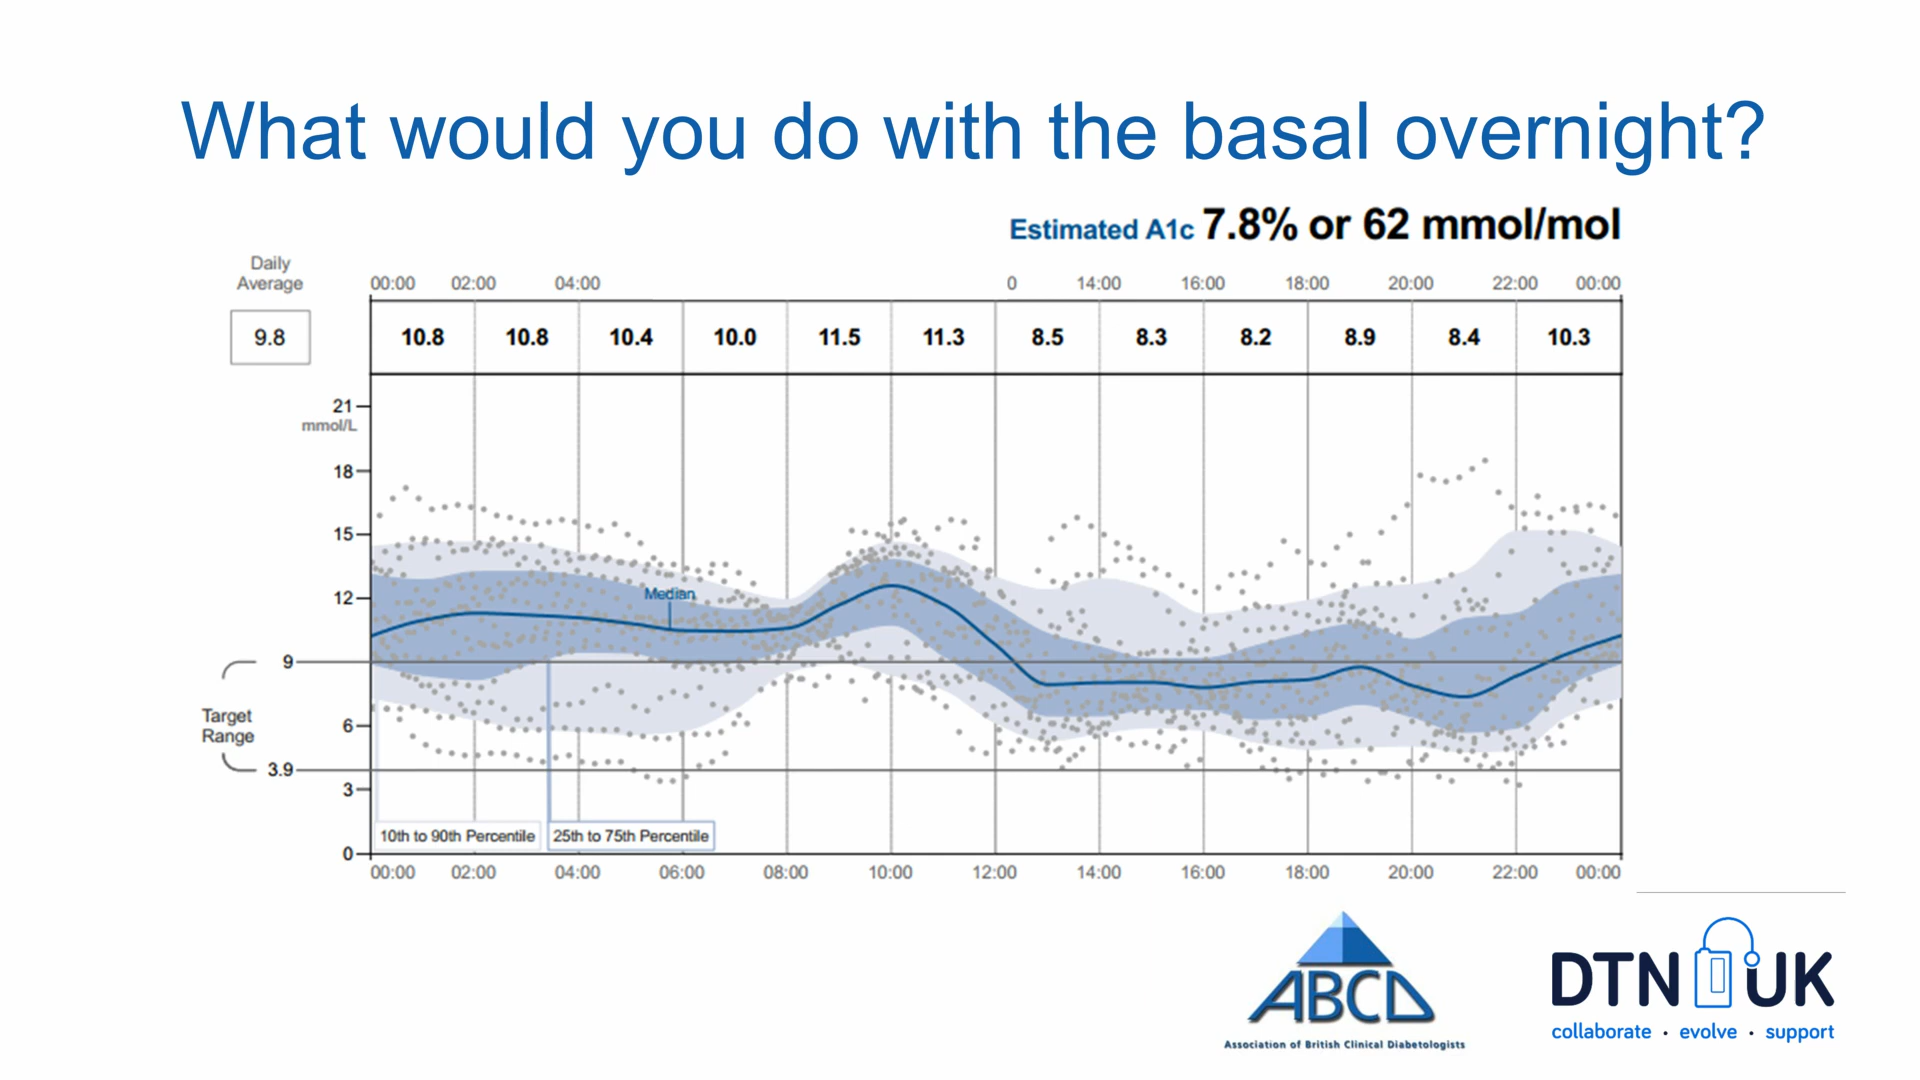 What would you do with the basal overnight?
Estimated A1c 7.8% or 62 mmol/mol
Daily
Average
00:00 02:00 04:00 0 14:00 16:00 18:00 20:00 22:00 00:00
9.8 10.8 10.8 10.4 10.0 11.5 11.3 8.5 8.3 8.2 8.9 8.4 10.3
21
mmol/L
18
15
12
Median
9
Target
Range
6
3.9
3
10th to 90th Percentile 25th to 75th Percentile
0
00:00 02:00 04:00 06:00 08:00 10:00 12:00 14:00 16:00 18:00 20:00 22:00 00:00
ABCD
Association of British Clinical Diabetologists
DTN UK
collaborate · evolve · support